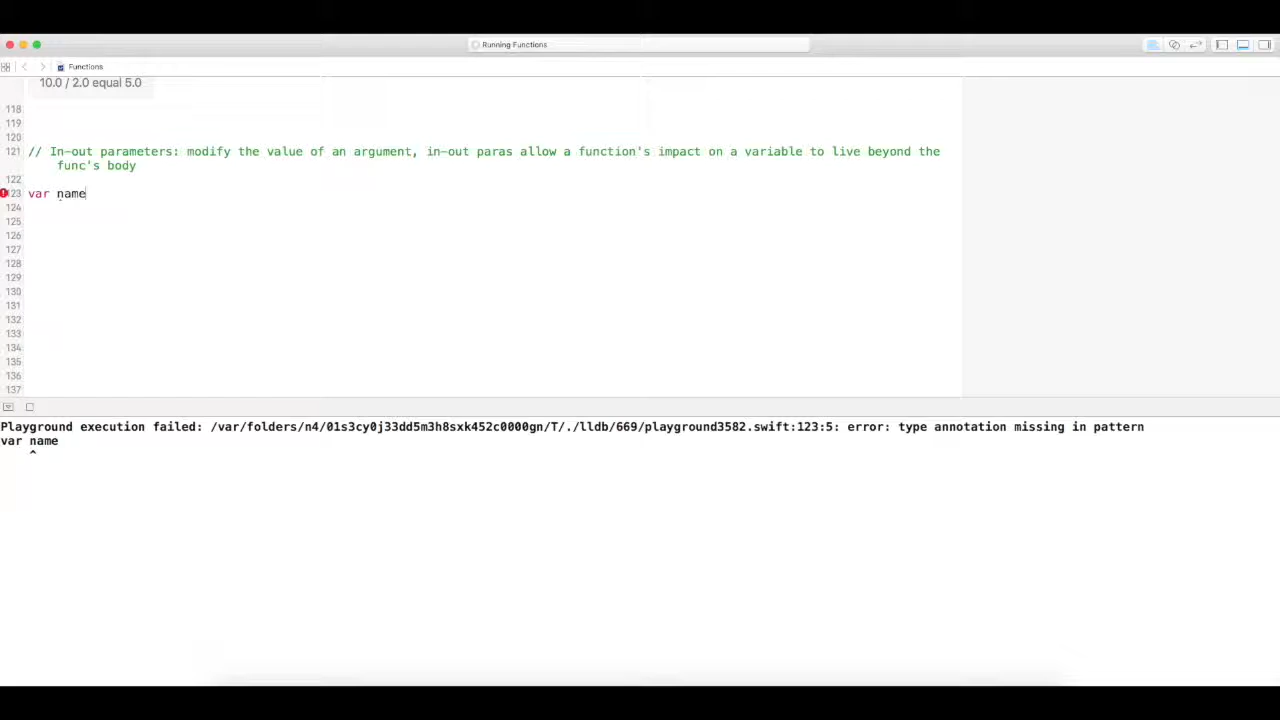 Running Functions
Functions
10.0 / 2.0 equal 5.0
118
119
120
121 // In-out parameters: modify the value of an argument, in-out paras allow a function's impact on a variable to live beyond the
func's body
122
123 var name
124
125
126
127
128
129
130
131
132
133
134
135
136
137
Playground execution failed: /var/folders/n4/01s3cy0j33dd5m3h8sxk452c0000gn/T/./lldb/669/playground3582.swift:123:5: error: type annotation missing in pattern
var name
^